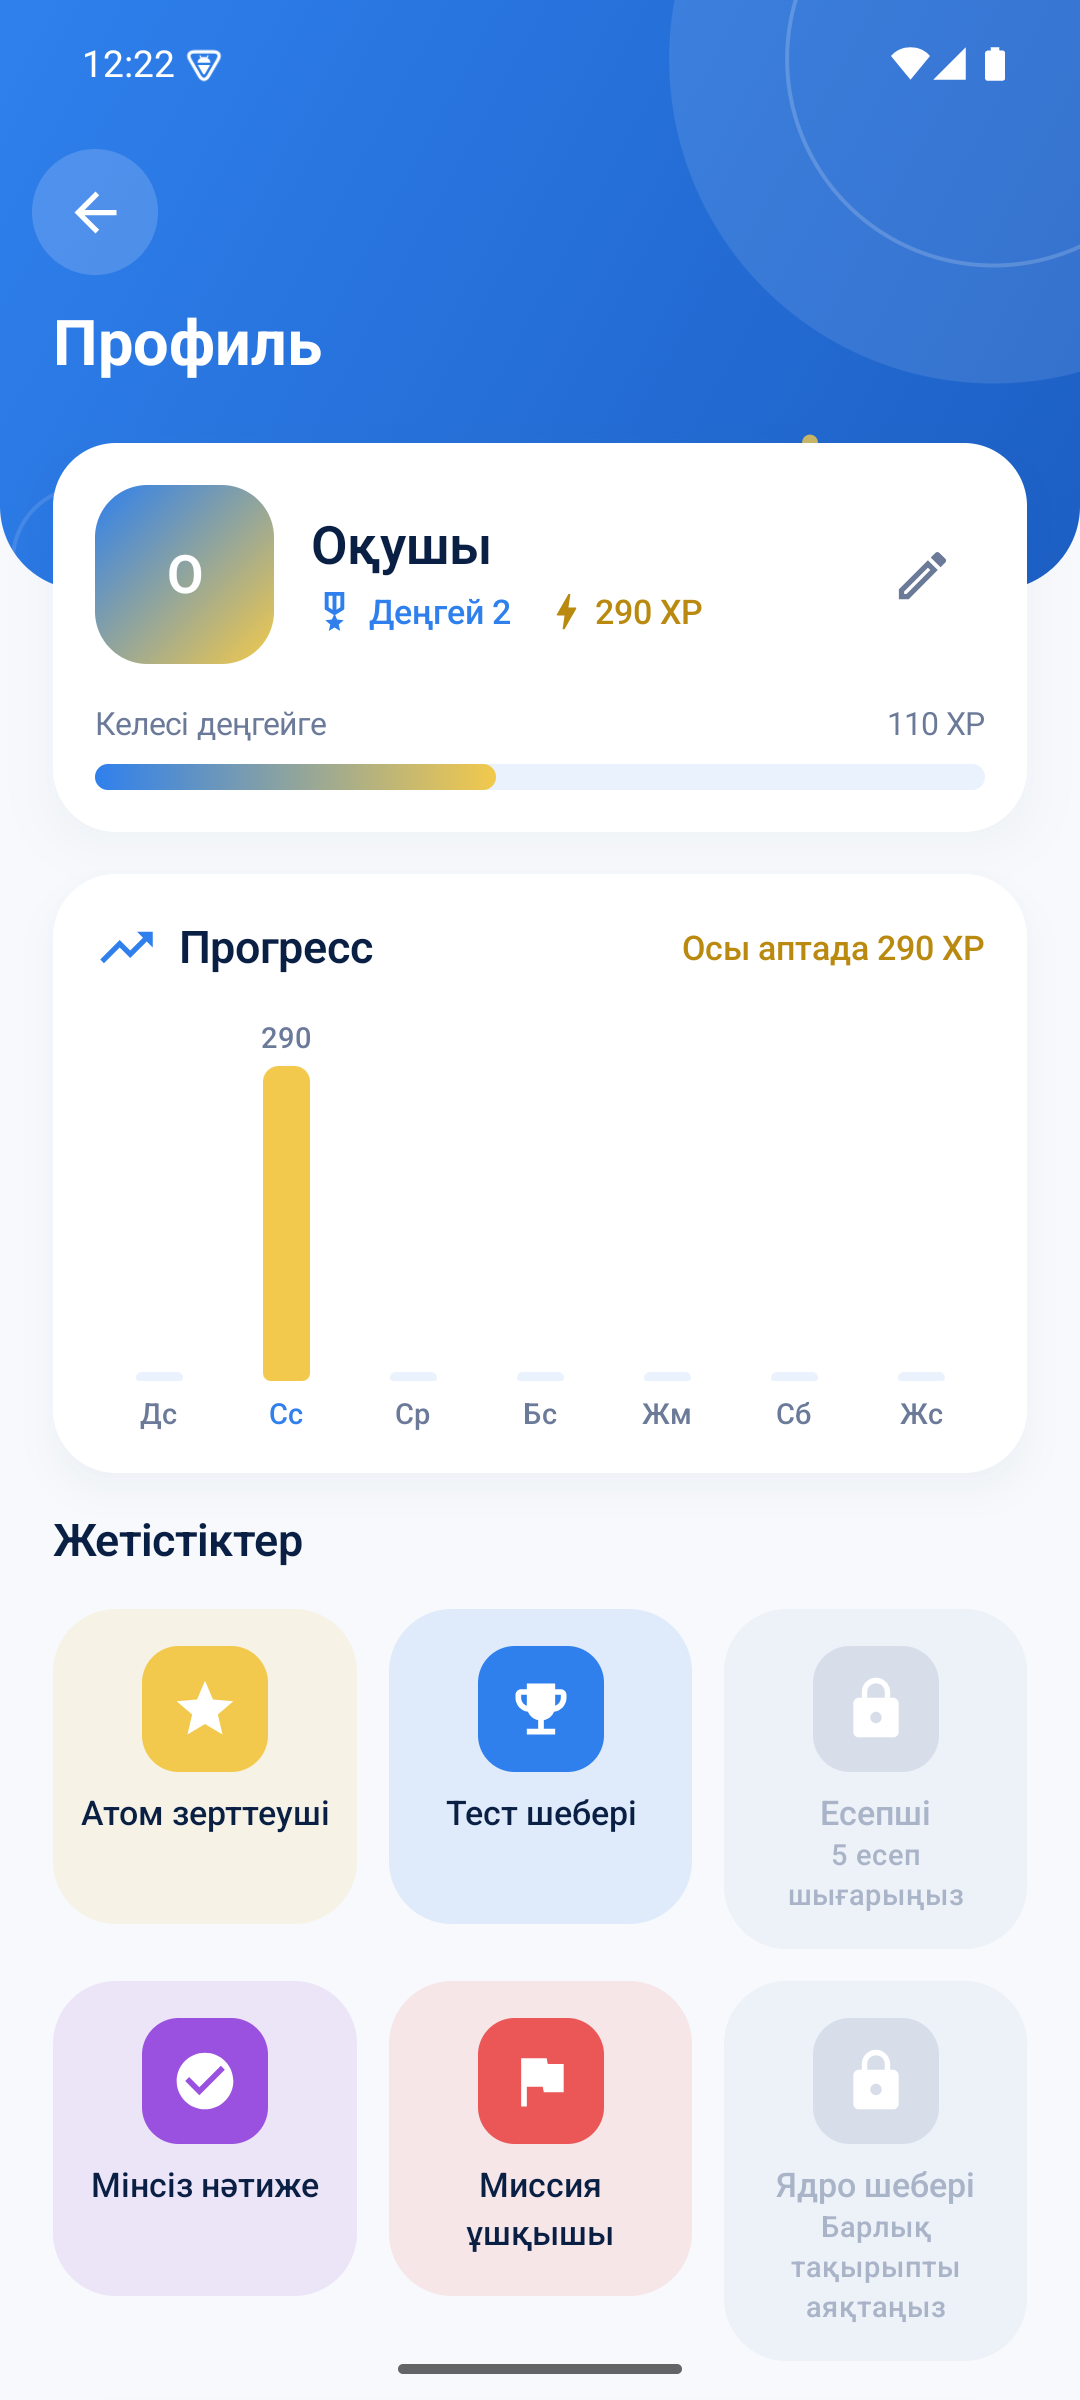 12:22
Профиль
О
Оқушы
Деңгей 2
290 XP
Келесі деңгейге
110 XP
Прогресс
Осы аптада 290 XP
290
Дс
Сс
Ср
Бс
Жм
Сб
Жс
Жетістіктер
Атом зерттеуші
Тест шебері
Есепші
5 есеп
шығарыңыз
Мінсіз нәтиже
Миссия
ұшқышы
Ядро шебері
Барлық
тақырыпты
аяқтаңыз